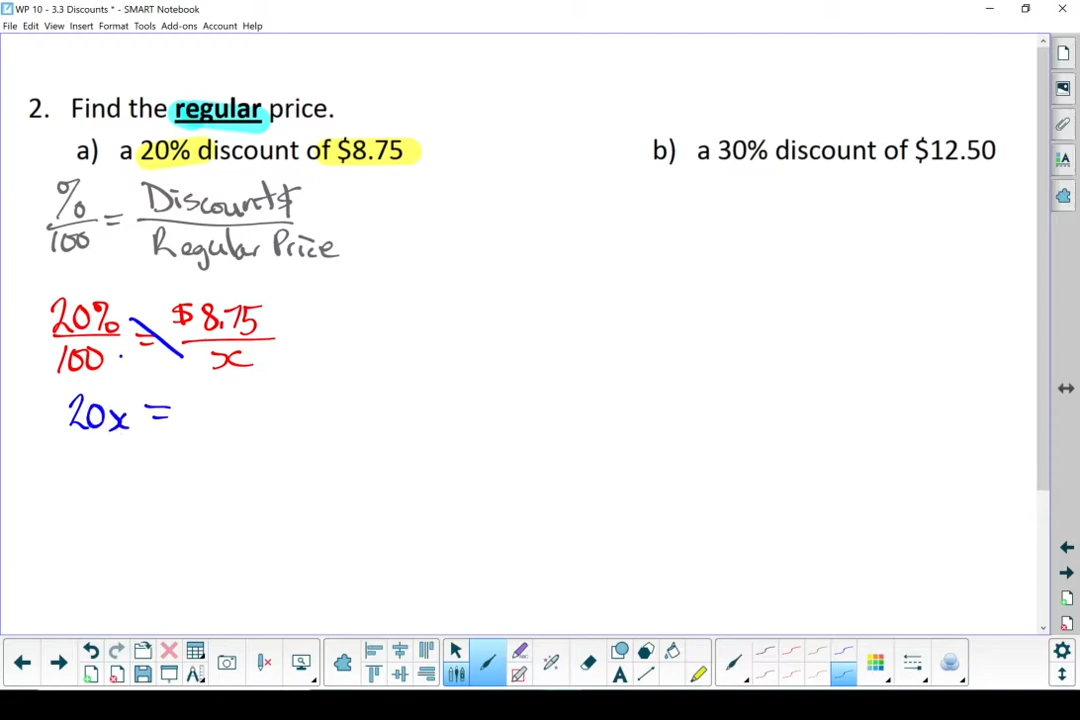 WP 10 - 3.3 Discounts * - SMART Notebook
File Edit View Insert Format Tools Add-ons Account Help
2. Find the regular price.
a) a 20% discount of $8.75
b) a 30% discount of $12.50
%/100 = Discount$/Regular Price
20%/100 = $8.75/x
20x =